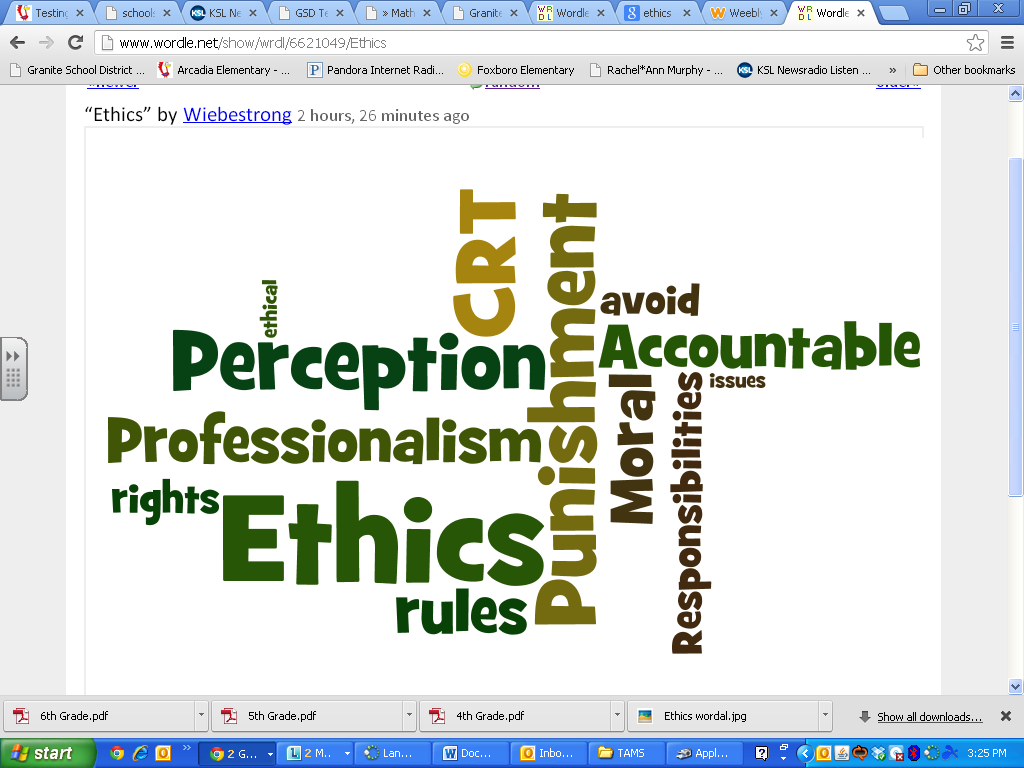 Testing
schools
KSL Ne
GSD Te
» Math
Granite
Wordle
ethics
Weebly
Wordle
www.wordle.net/show/wrdl/6621049/Ethics
Granite School District ...
Arcadia Elementary - ...
Pandora Internet Radi...
Foxboro Elementary
Rachel*Ann Murphy - ...
KSL Newsradio Listen ...
»
Other bookmarks
«newer
random
older»
“Ethics” by Wiebestrong 2 hours, 26 minutes ago
CRT
Punishment
ethical
avoid
Perception
Accountable
issues
Moral
Responsibilities
Professionalism
rights
Ethics
rules
6th Grade.pdf
5th Grade.pdf
4th Grade.pdf
Ethics wordal.jpg
Show all downloads...
start
»
2 G...
2 M...
Lan...
Doc...
Inbo...
TAMS
Appl...
3:25 PM